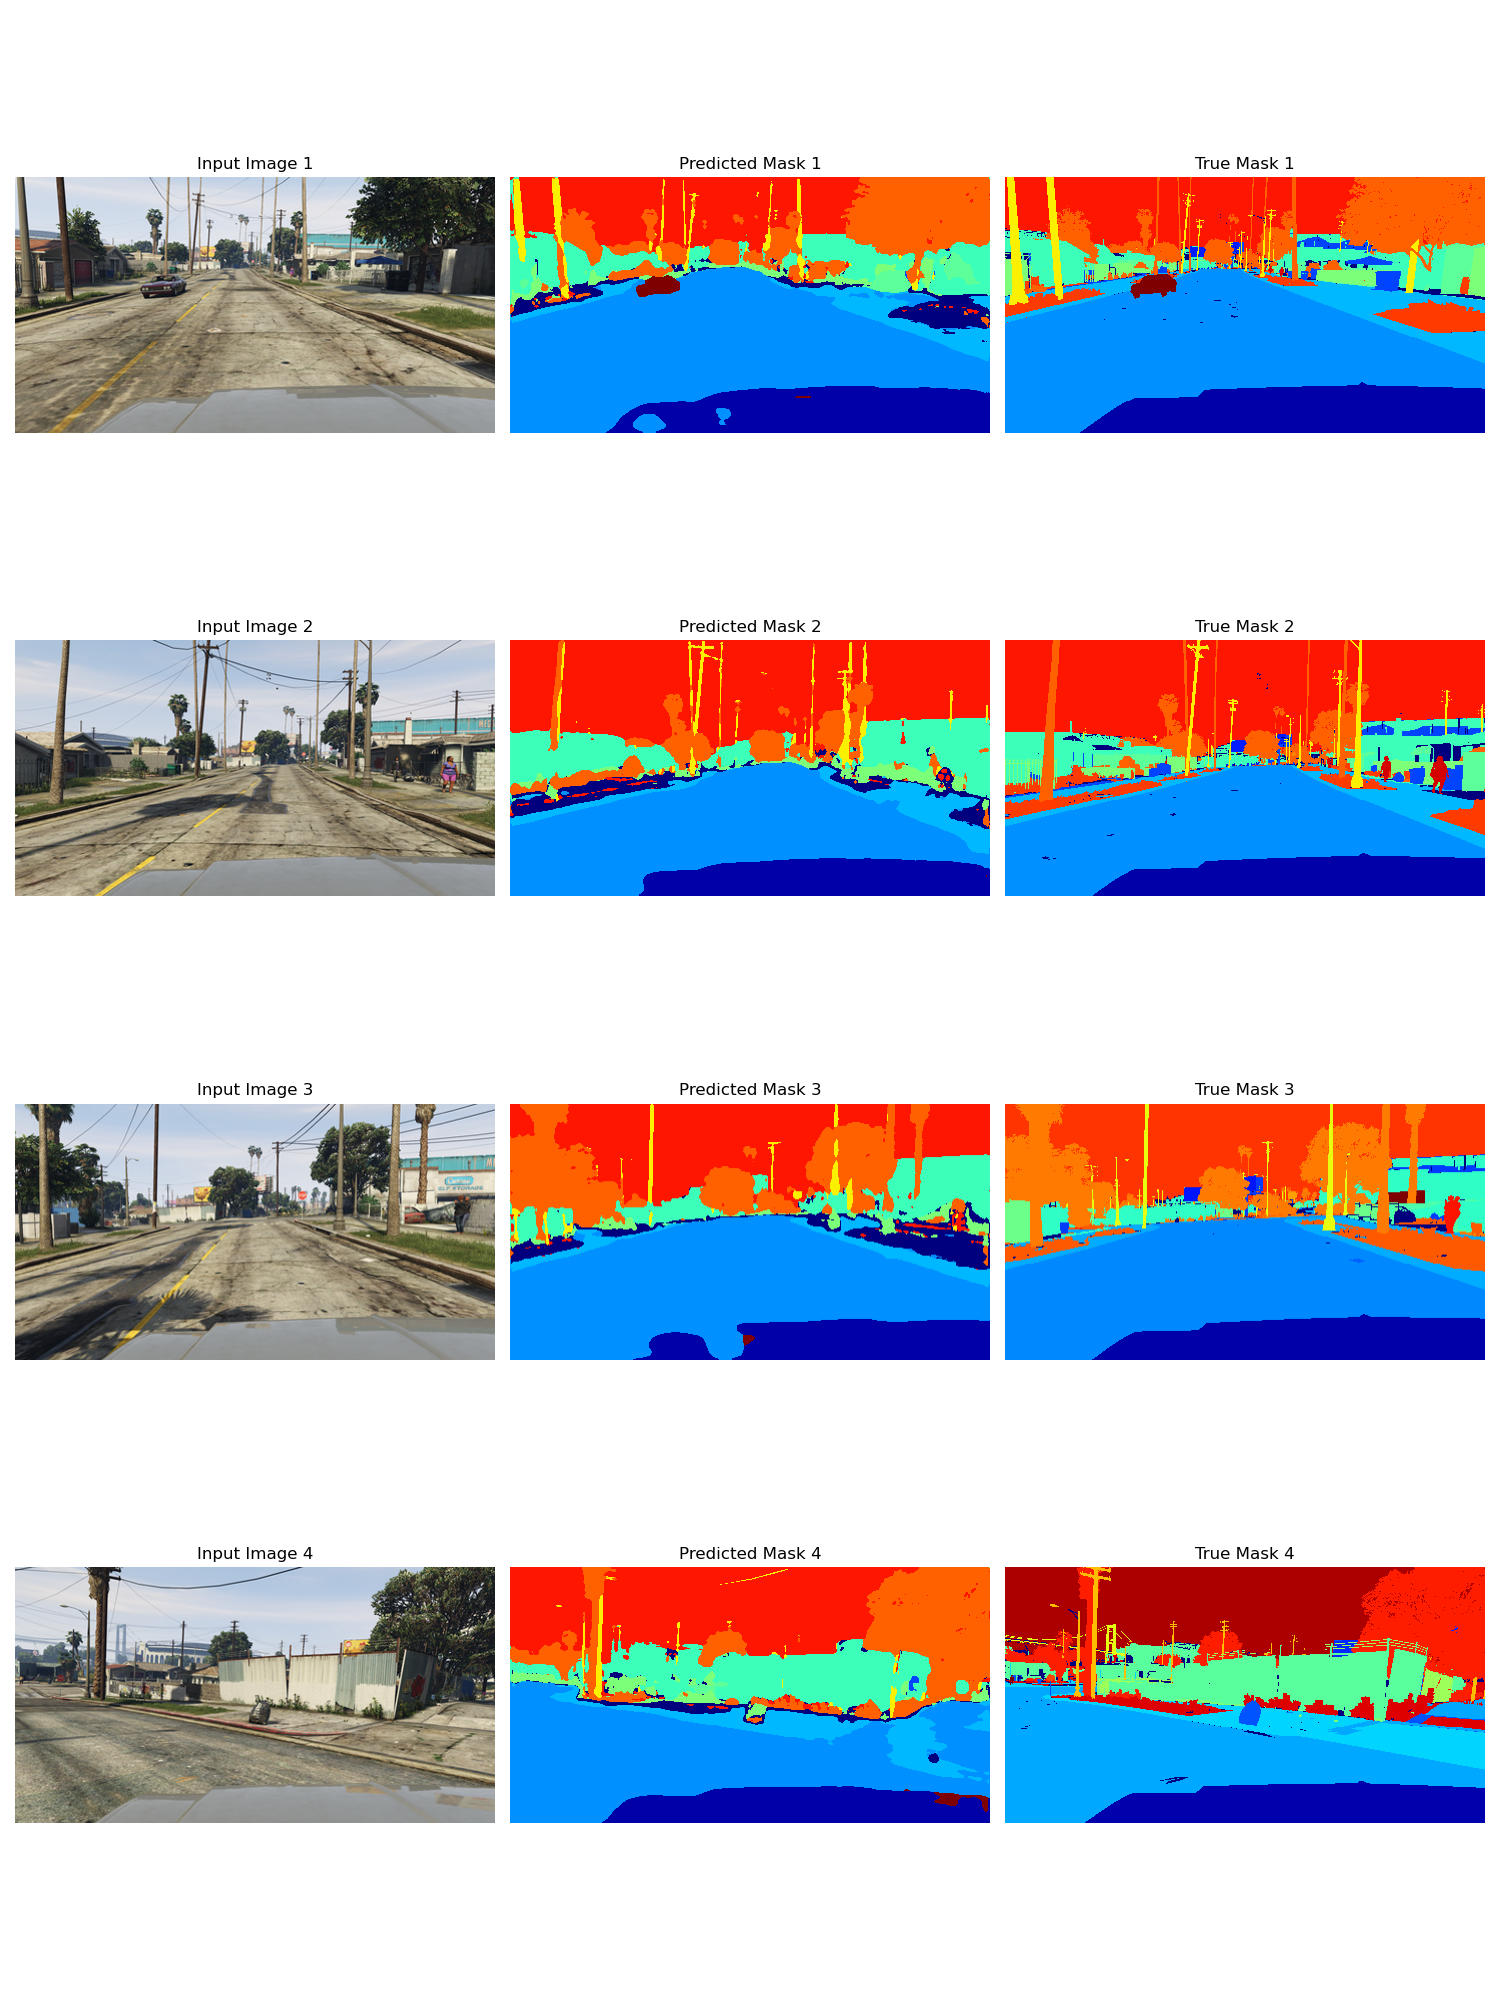 Input Image 1
Predicted Mask 1
True Mask 1
Input Image 2
Predicted Mask 2
True Mask 2
Input Image 3
Predicted Mask 3
True Mask 3
Input Image 4
Predicted Mask 4
True Mask 4